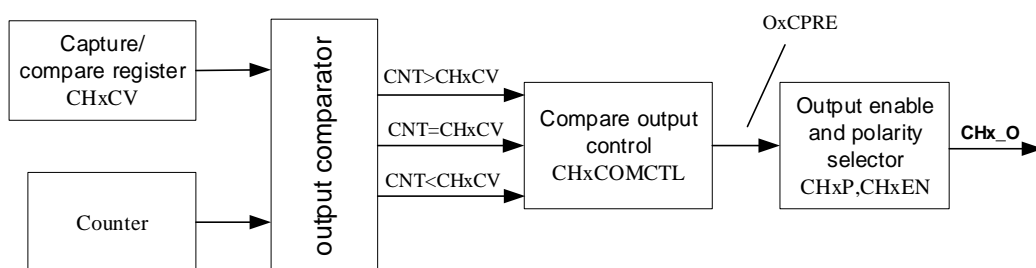 OxCPRE
Capture/
compare register
CHxCV
output comparator
CNT>CHxCV
CNT=CHxCV
CNT<CHxCV
Compare output
control
CHxCOMCTL
Output enable
and polarity
selector
CHxP,CHxEN
CHx_O
Counter